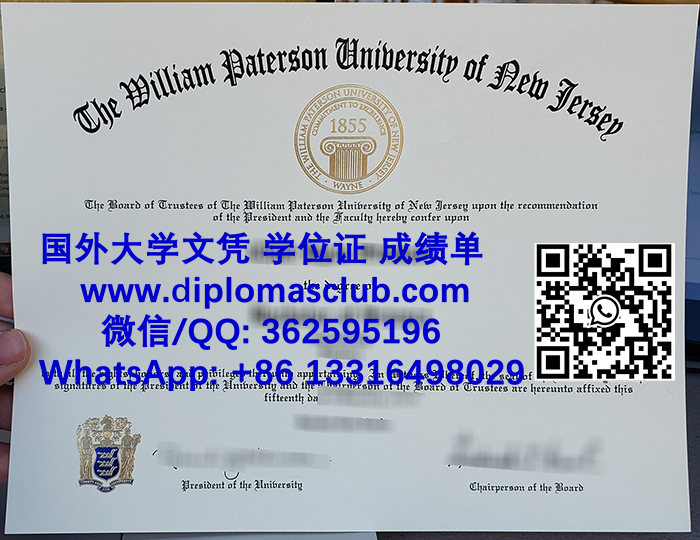 The William Paterson University of New Jersey
THE WILLIAM PATERSON UNIVERSITY OF NEW JERSEY
COMMITMENT TO EXCELLENCE
1855
WAYNE
The Board of Trustees of The William Paterson University of New Jersey upon the recommendation
of the President and the Faculty hereby confer upon
国外大学文凭 学位证 成绩单
the degree of
www.diplomasclub.com
微信/QQ: 362595196
WhatsApp: +86 13316498029
signatures of the President of the University and the Chairperson of the Board of Trustees are hereunto affixed this
fifteenth da
President of the University
Chairperson of the Board